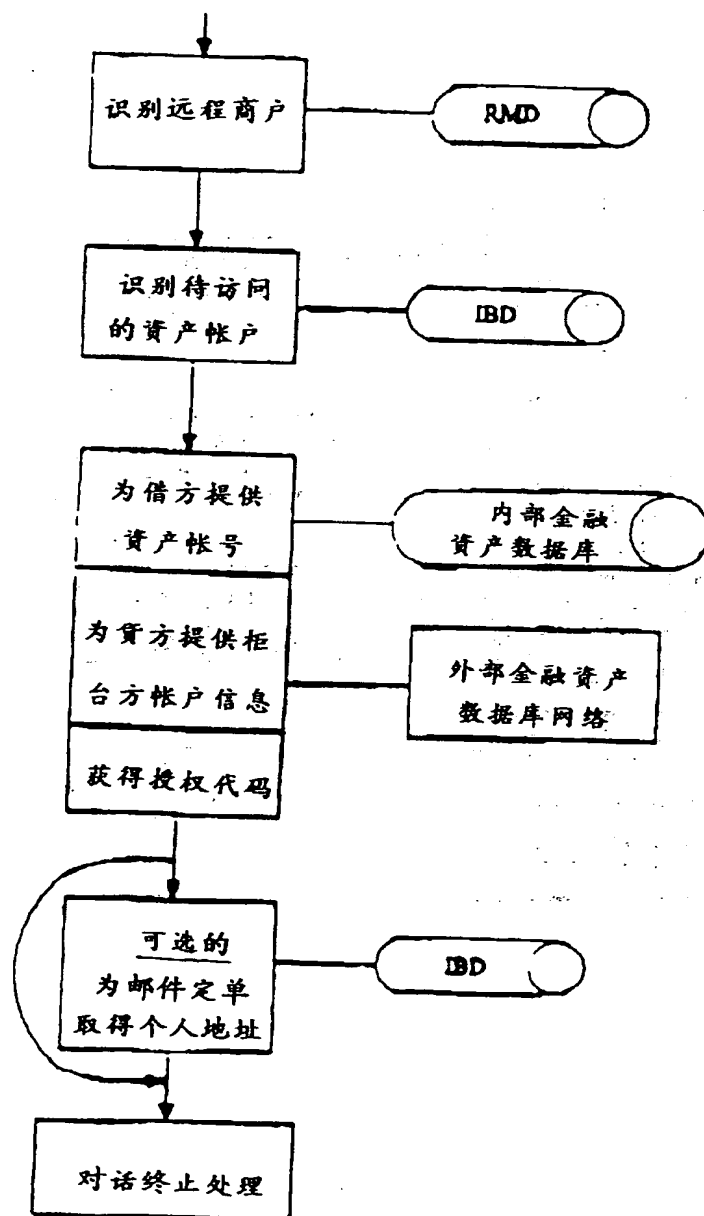 识别远程商户
RMD
识别待访问
的资产帐户
IBD
为借方提供
资产帐号
内部金融
资产数据库
为贷方提供柜
台方帐户信息
外部金融资产
数据库网络
获得授权代码
可选的
为邮件定单
取得个人地址
IBD
对话终止处理